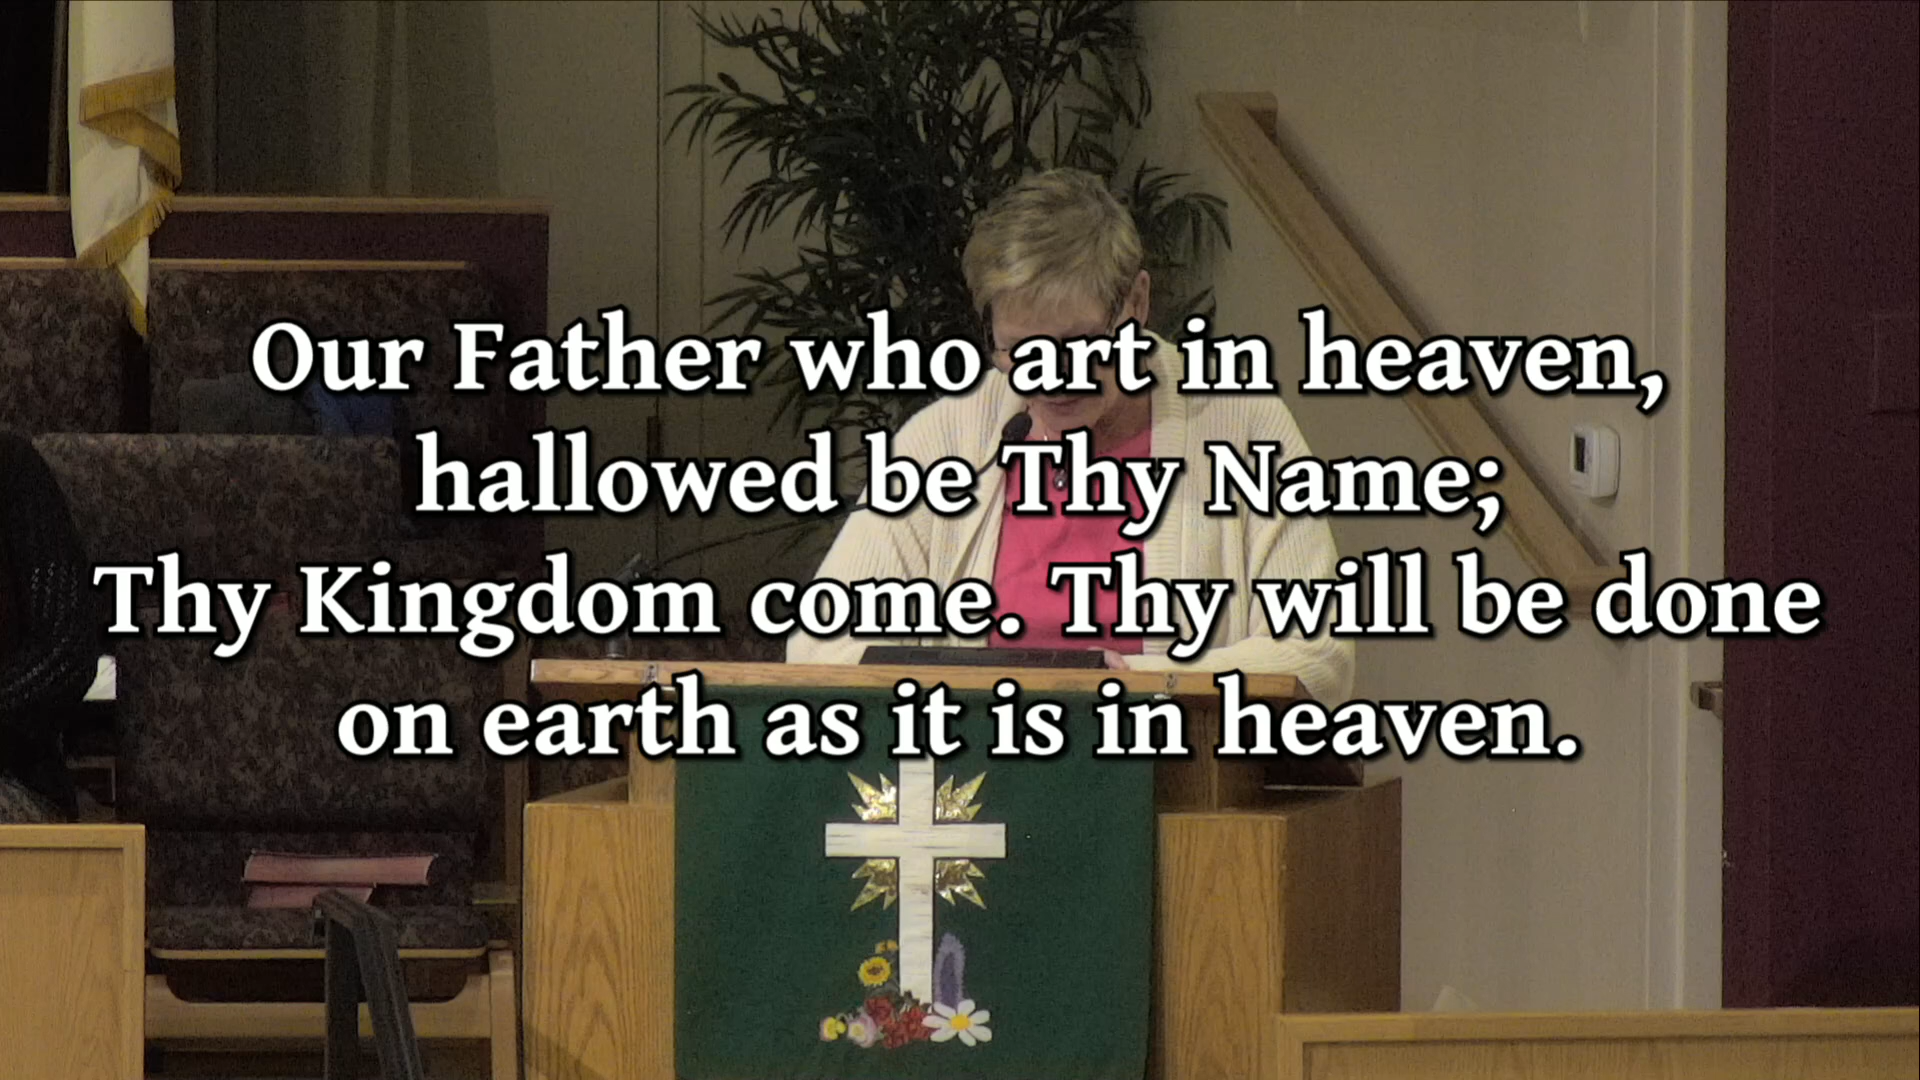 Our Father who art in heaven,
hallowed be Thy Name;
Thy Kingdom come. Thy will be done
on earth as it is in heaven.